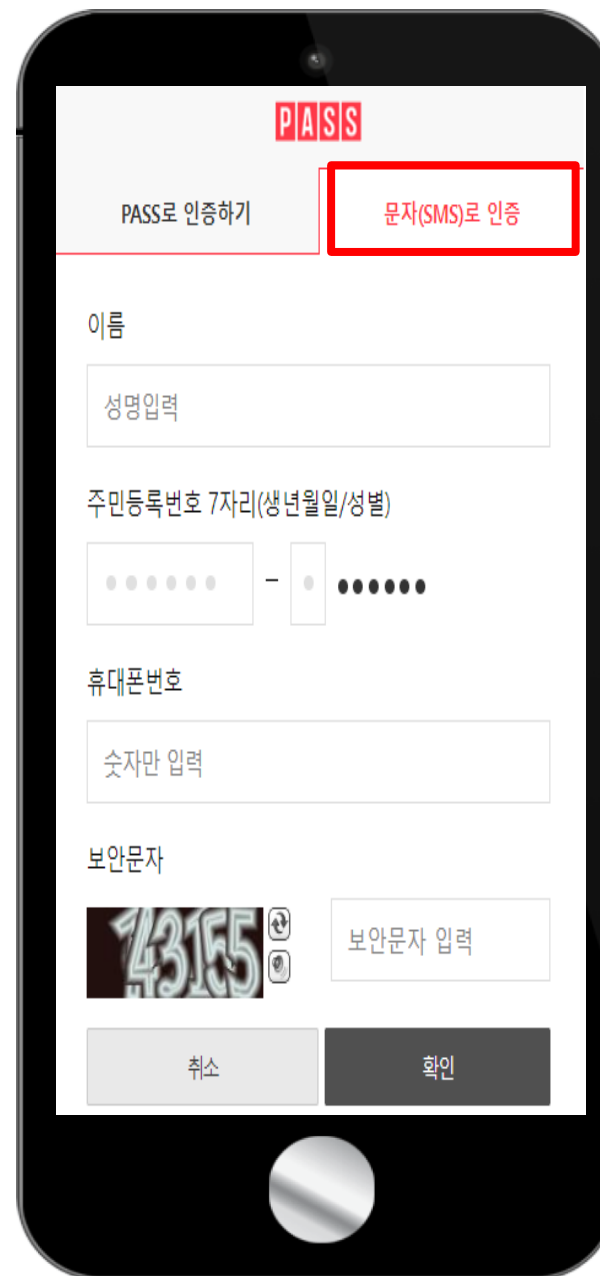 PASS
PASS로 인증하기
문자(SMS)로 인증
이름
성명입력
주민등록번호 7자리(생년월일/성별)
●●●●●● – ● ●●●●●●
휴대폰번호
숫자만 입력
보안문자
보안문자 입력
취소
확인